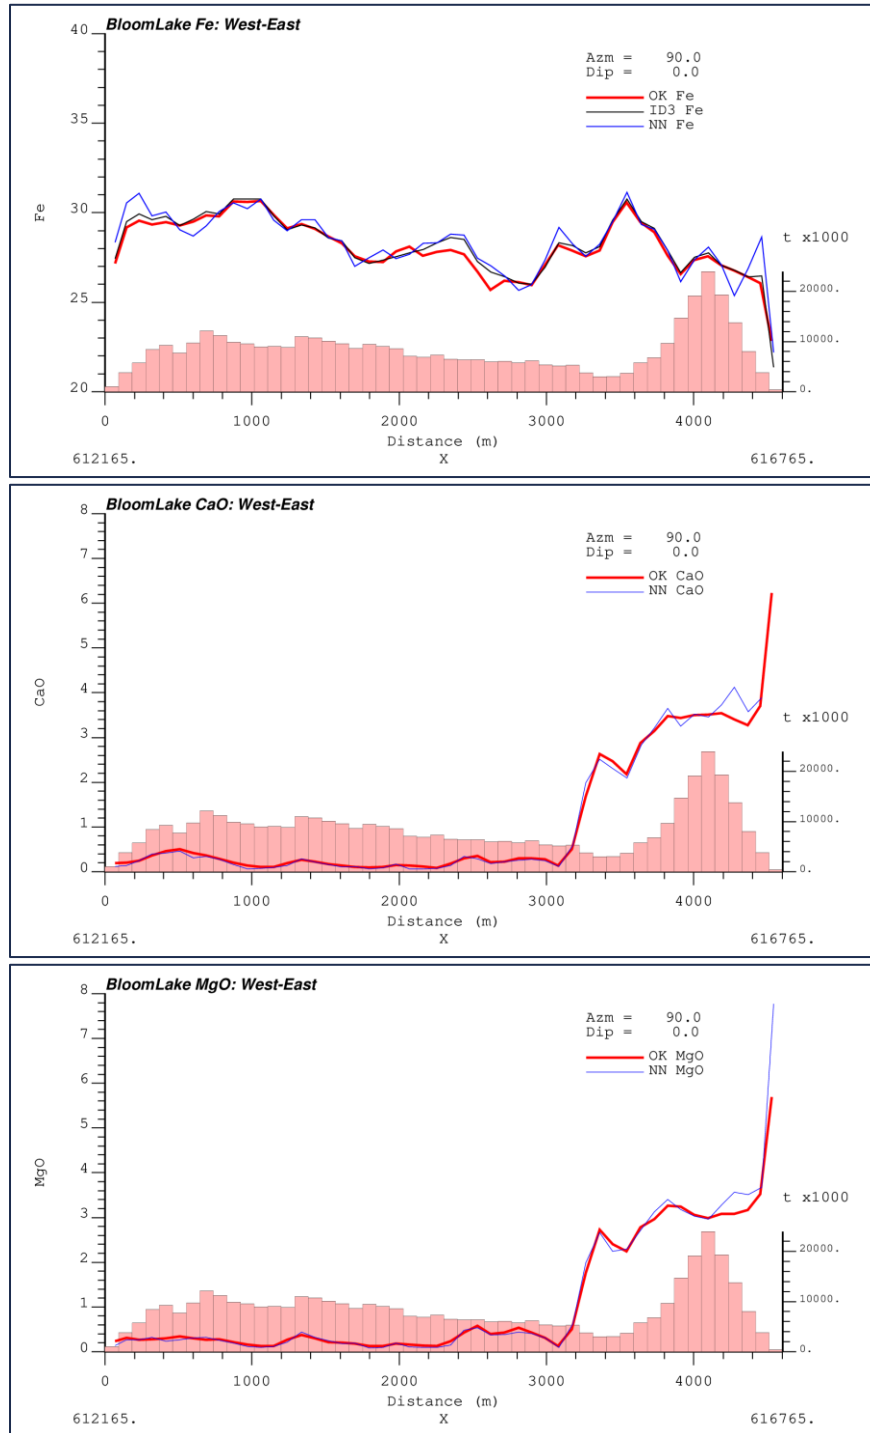 BloomLake Fe: West-East
40
35
30
25
20
Fe
Azm = 90.0
Dip = 0.0
OK Fe
ID3 Fe
NN Fe
t x1000
20000.
10000.
0.
0 1000 2000 3000 4000
Distance (m)
612165. X 616765.
BloomLake CaO: West-East
8
7
6
5
4
3
2
1
0
CaO
Azm = 90.0
Dip = 0.0
OK CaO
NN CaO
t x1000
20000.
10000.
0.
0 1000 2000 3000 4000
Distance (m)
612165. X 616765.
BloomLake MgO: West-East
8
7
6
5
4
3
2
1
0
MgO
Azm = 90.0
Dip = 0.0
OK MgO
NN MgO
t x1000
20000.
10000.
0.
0 1000 2000 3000 4000
Distance (m)
612165. X 616765.